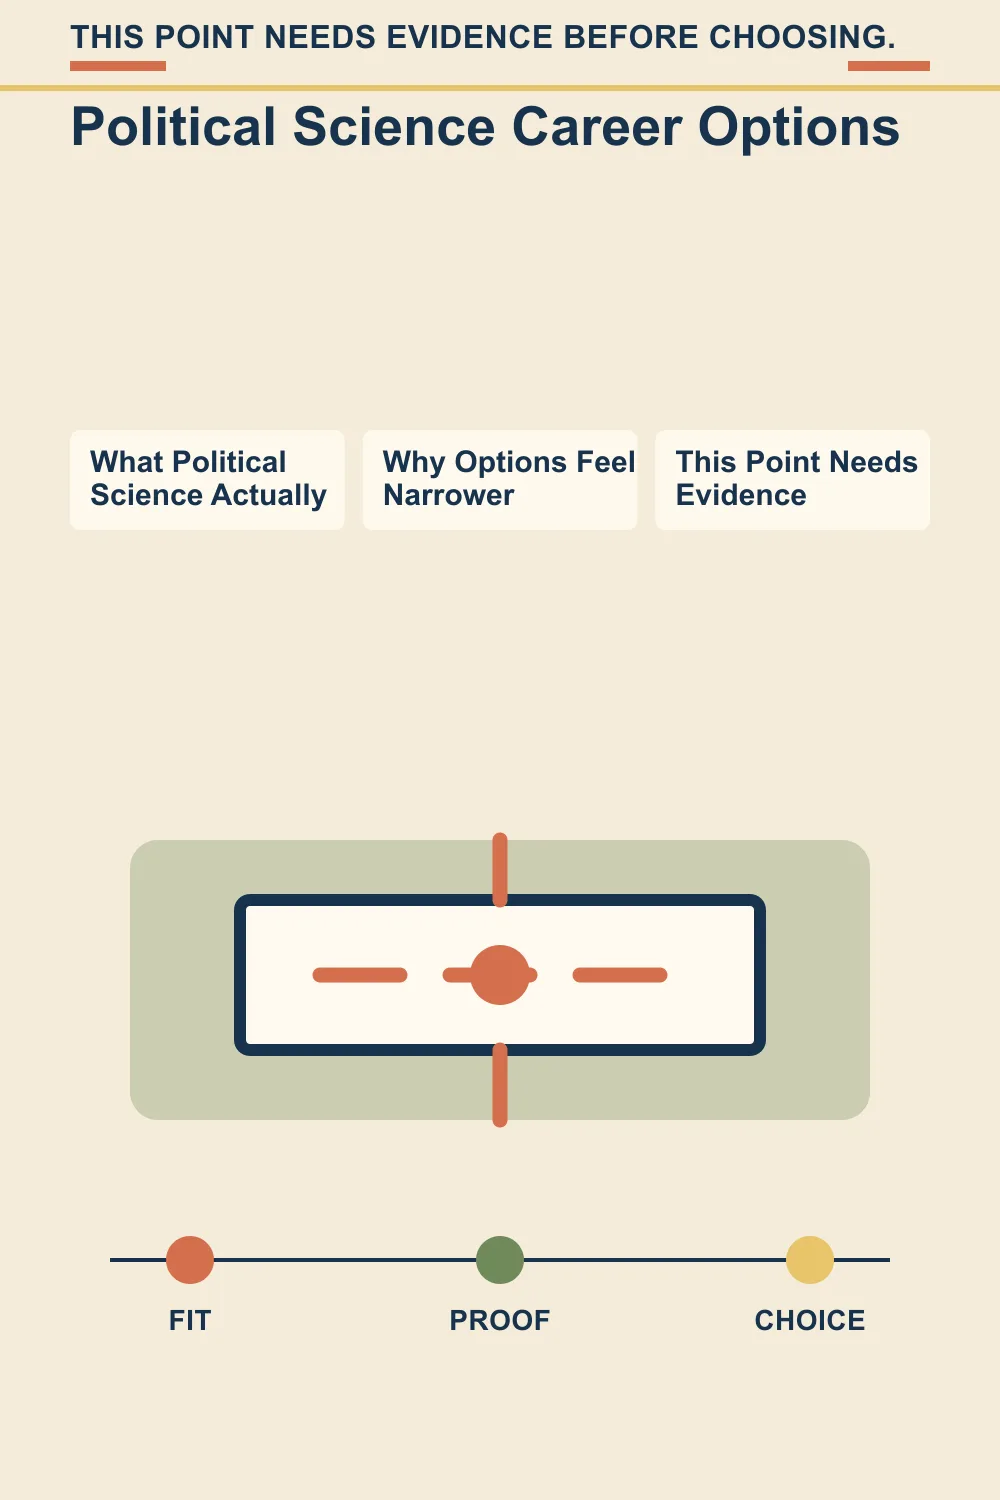 THIS POINT NEEDS EVIDENCE BEFORE CHOOSING.
Political Science Career Options
What Political
Science Actually
Why Options Feel
Narrower
This Point Needs
Evidence
FIT
PROOF
CHOICE